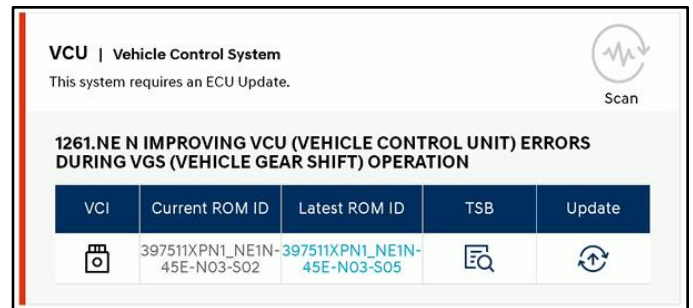 VCU | Vehicle Control System
This system requires an ECU Update.
Scan
1261.NE N IMPROVING VCU (VEHICLE CONTROL UNIT) ERRORS
DURING VGS (VEHICLE GEAR SHIFT) OPERATION
VCI Current ROM ID Latest ROM ID TSB Update
397511XPN1_NE1N- 397511XPN1_NE1N-
45E-N03-S02 45E-N03-S05